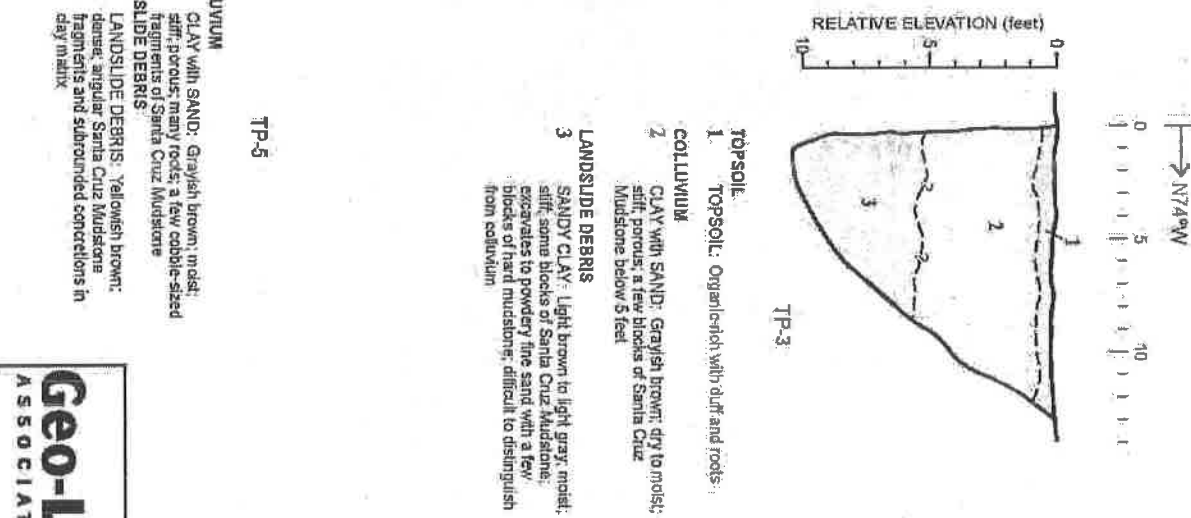 N74°W
0 5 10
RELATIVE ELEVATION (feet)
0
5
10
1
2
?
?
3
TP-3
TOPSOIL
1 TOPSOIL: Organic-rich with duff and roots
COLLUVIUM
2 CLAY with SAND: Grayish brown; dry to moist;
stiff; porous; a few blocks of Santa Cruz
Mudstone below 5 feet
LANDSLIDE DEBRIS
3 SANDY CLAY: Light brown to light gray; moist;
stiff; some blocks of Santa Cruz Mudstone;
excavates to powdery fine sand with a few
blocks of hard mudstone; difficult to distinguish
from colluvium
TP-5
UVIUM
CLAY with SAND: Grayish brown; moist;
stiff; porous; many rocks; a few cobble-sized
fragments of Santa Cruz Mudstone
SLIDE DEBRIS
LANDSLIDE DEBRIS: Yellowish brown;
dense; angular Santa Cruz Mudstone
fragments and subrounded concretions in
clay matrix
Geo-L
ASSOCIAT